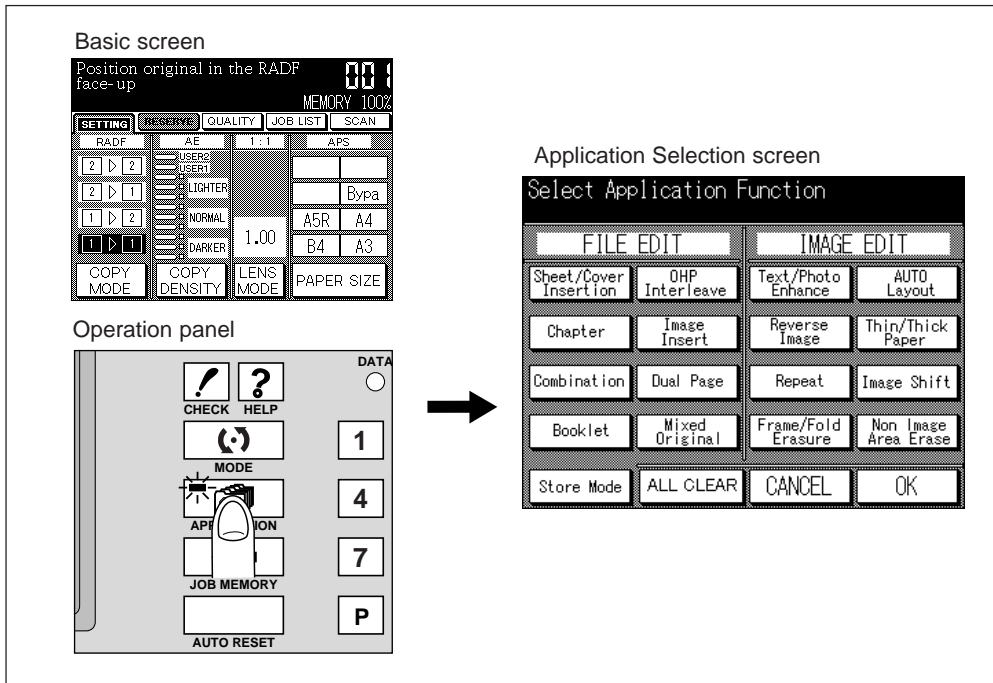 Basic screen
Position original in the RADF
face-up
001
MEMORY 100%
SETTING RESERVE QUALITY JOB LIST SCAN
RADF AE 1:1 APS
2 ▷ 2
USER2
USER1
2 ▷ 1 LIGHTER Bypa
1 ▷ 2 NORMAL A5R A4
1.00
1 ▷ 1 DARKER B4 A3
COPY MODE COPY DENSITY LENS MODE PAPER SIZE
Operation panel
DATA
CHECK HELP
1
MODE
4
JOB MEMORY
7
P
AUTO RESET
Application Selection screen
Select Application Function
FILE EDIT IMAGE EDIT
Sheet/Cover Insertion OHP Interleave Text/Photo Enhance AUTO Layout
Chapter Image Insert Reverse Image Thin/Thick Paper
Combination Dual Page Repeat Image Shift
Booklet Mixed Original Frame/Fold Erasure Non Image Area Erase
Store Mode ALL CLEAR CANCEL OK